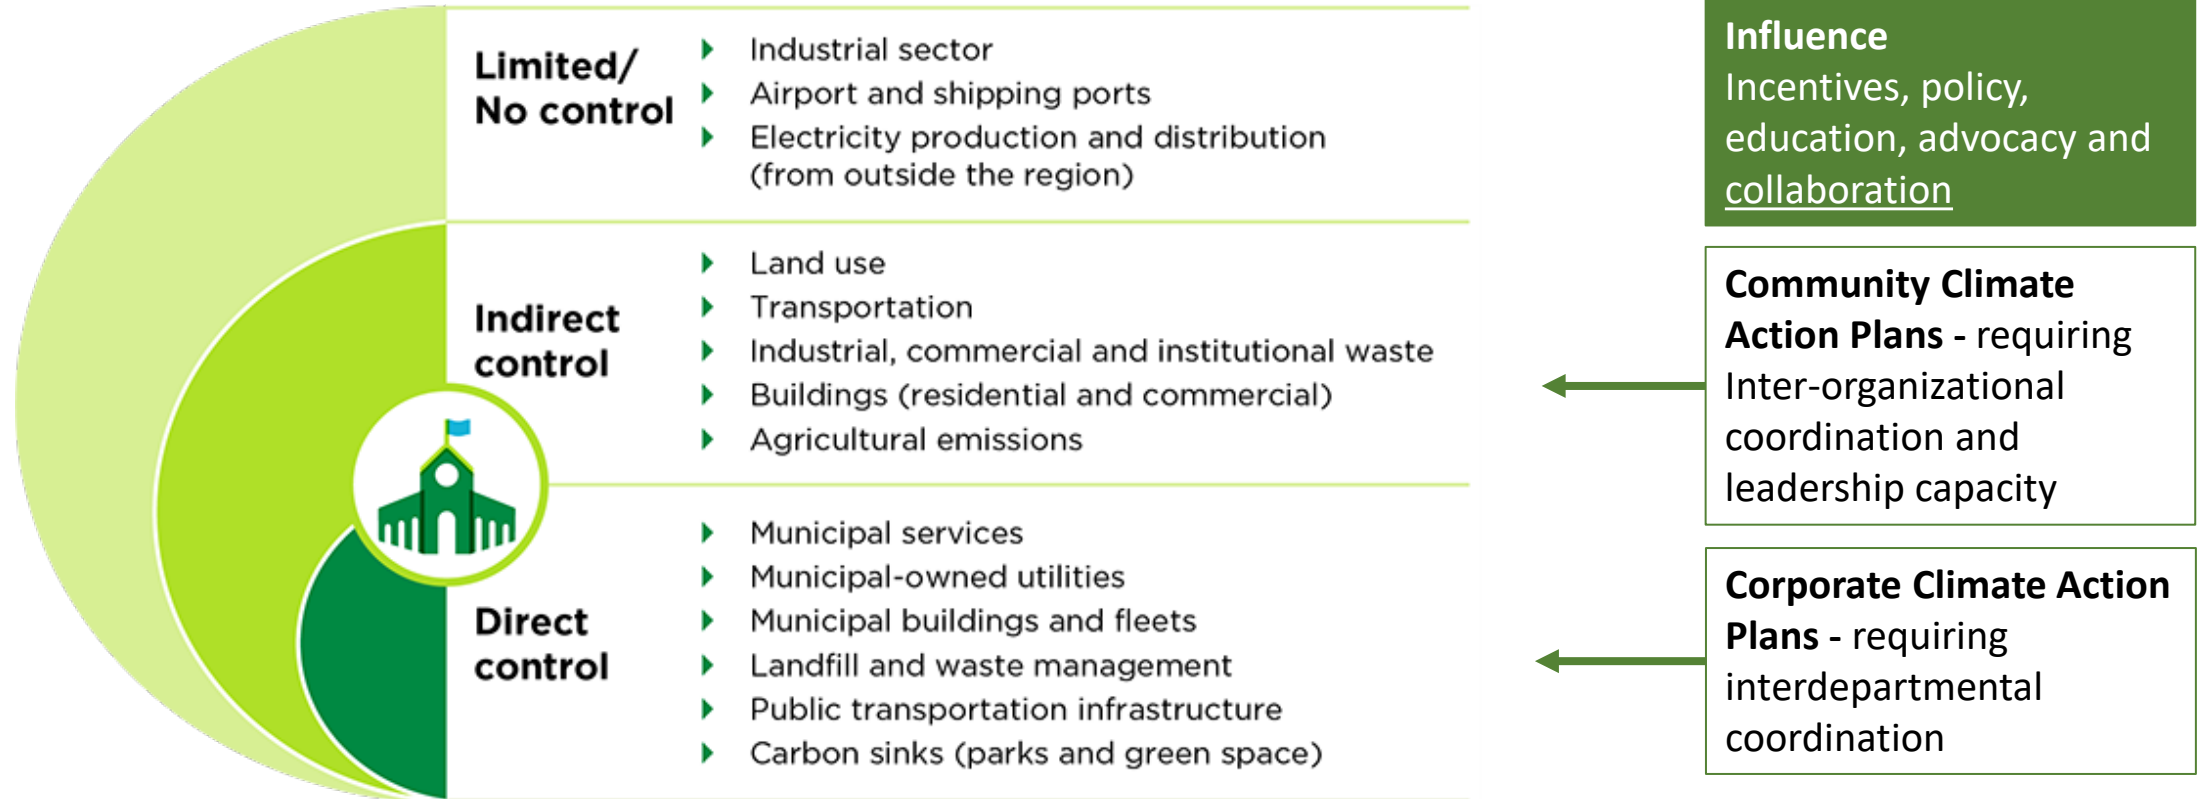 Limited/
No control
Industrial sector
Airport and shipping ports
Electricity production and distribution
(from outside the region)
Influence
Incentives, policy,
education, advocacy and
collaboration
Indirect
control
Land use
Transportation
Industrial, commercial and institutional waste
Buildings (residential and commercial)
Agricultural emissions
Community Climate
Action Plans - requiring
Inter-organizational
coordination and
leadership capacity
Direct
control
Municipal services
Municipal-owned utilities
Municipal buildings and fleets
Landfill and waste management
Public transportation infrastructure
Carbon sinks (parks and green space)
Corporate Climate Action
Plans - requiring
interdepartmental
coordination